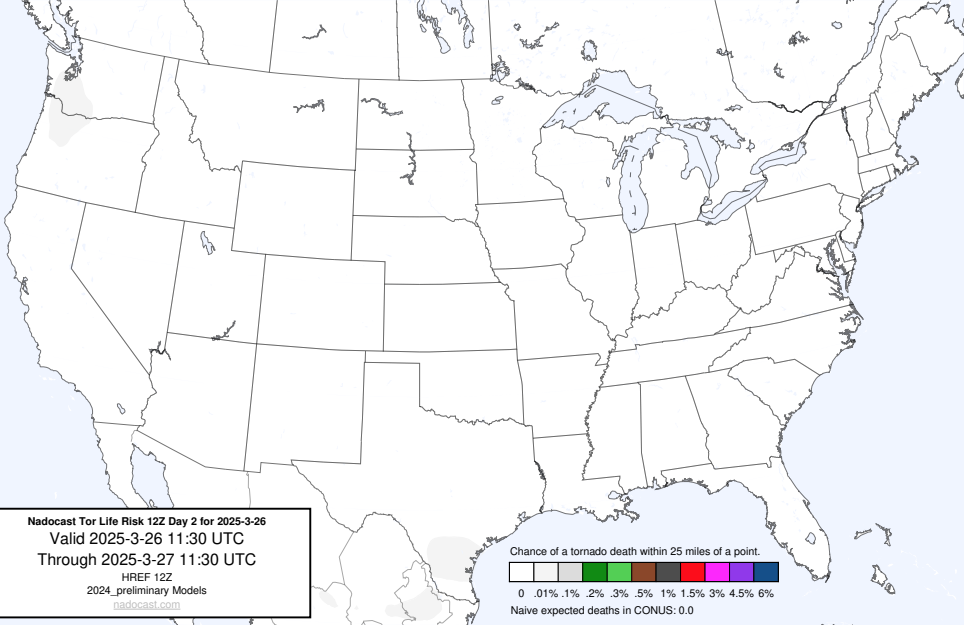 Nadocast Tor Life Risk 12Z Day 2 for 2025-3-26
Valid 2025-3-26 11:30 UTC
Through 2025-3-27 11:30 UTC
HREF 12Z
2024_preliminary Models
nadocast.com
Chance of a tornado death within 25 miles of a point.
0 .01% .1% .2% .3% .5% 1% 1.5% 3% 4.5% 6%
Naive expected deaths in CONUS: 0.0